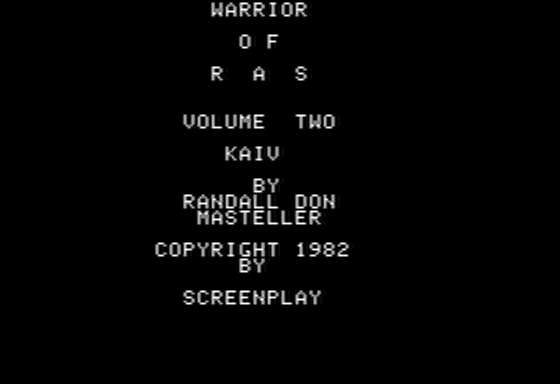 WARRIOR
O F
R A S
VOLUME TWO
KAIV
BY
RANDALL DON
MASTELLER
COPYRIGHT 1982
BY
SCREENPLAY